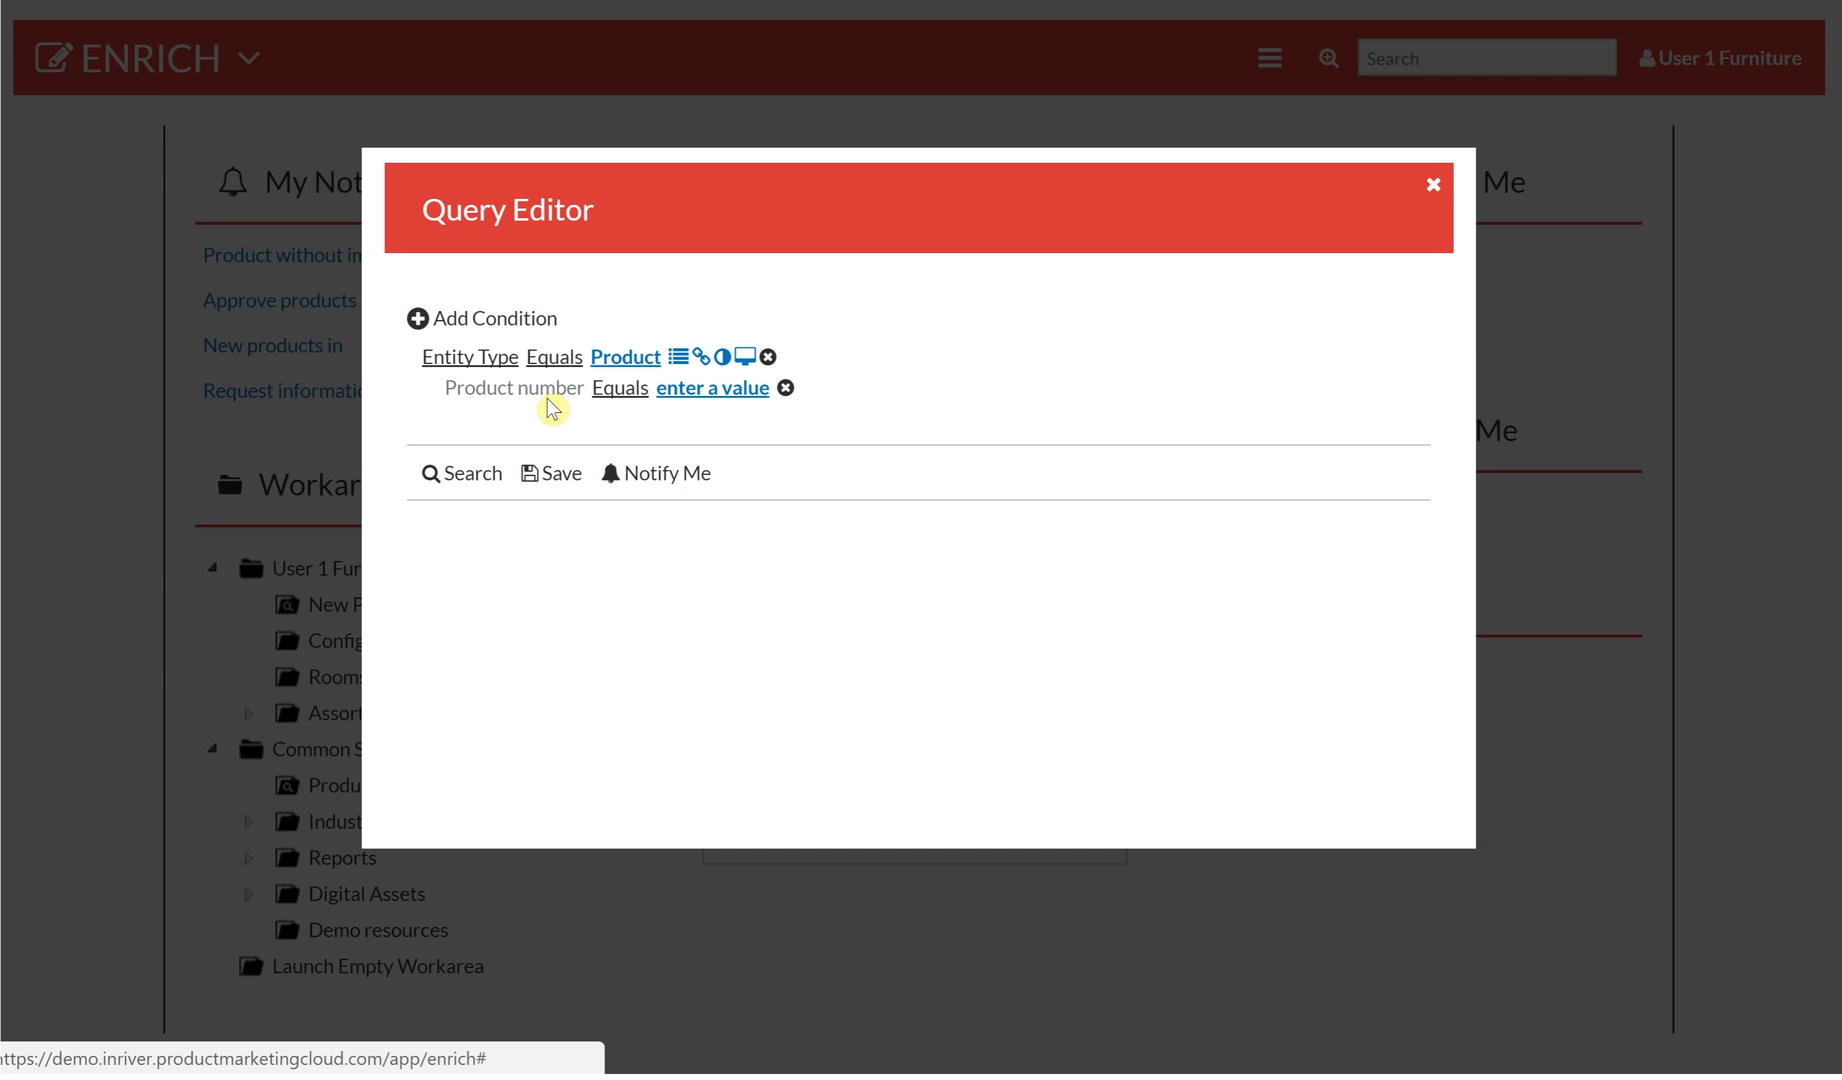 ENRICH
Search
User 1 Furniture
My Not
Me
Query Editor
Product without in
Approve products
New products in
Request informatio
Add Condition
Entity Type Equals Product
Product number Equals enter a value
Me
Search Save Notify Me
Workar
User 1 Fur
New P
Config
Rooms
Assort
Common S
Produ
Indust
Reports
Digital Assets
Demo resources
Launch Empty Workarea
ttps://demo.inriver.productmarketingcloud.com/app/enrich#